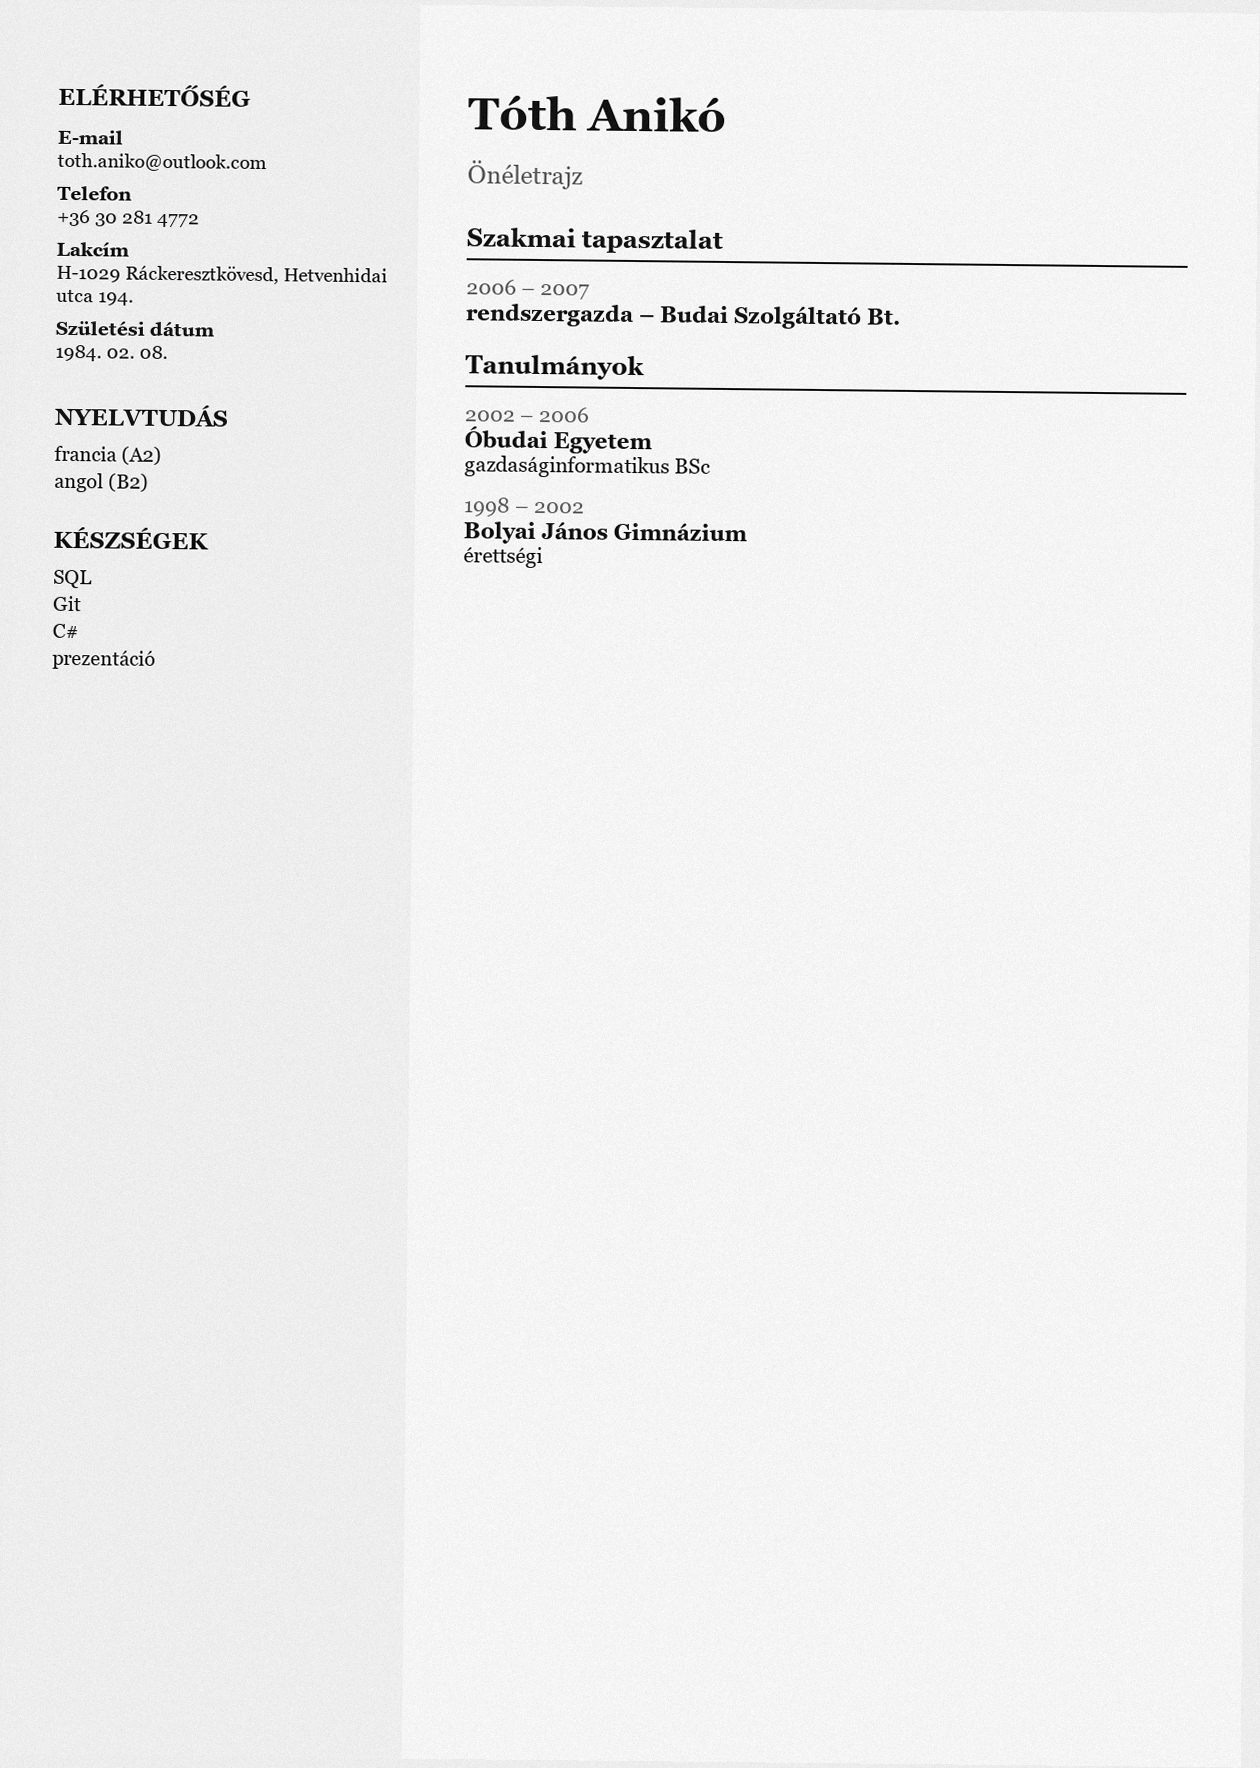 ELÉRHETŐSÉG
E-mail
toth.aniko@outlook.com
Telefon
+36 30 281 4772
Lakcím
H-1029 Ráckeresztkövesd, Hetvenhidai
utca 194.
Születési dátum
1984. 02. 08.
NYELVTUDÁS
francia (A2)
angol (B2)
KÉSZSÉGEK
SQL
Git
C#
prezentáció
Tóth Anikó
Önéletrajz
Szakmai tapasztalat
2006 – 2007
rendszergazda – Budai Szolgáltató Bt.
Tanulmányok
2002 – 2006
Óbudai Egyetem
gazdaságinformatikus BSc
1998 – 2002
Bolyai János Gimnázium
érettségi